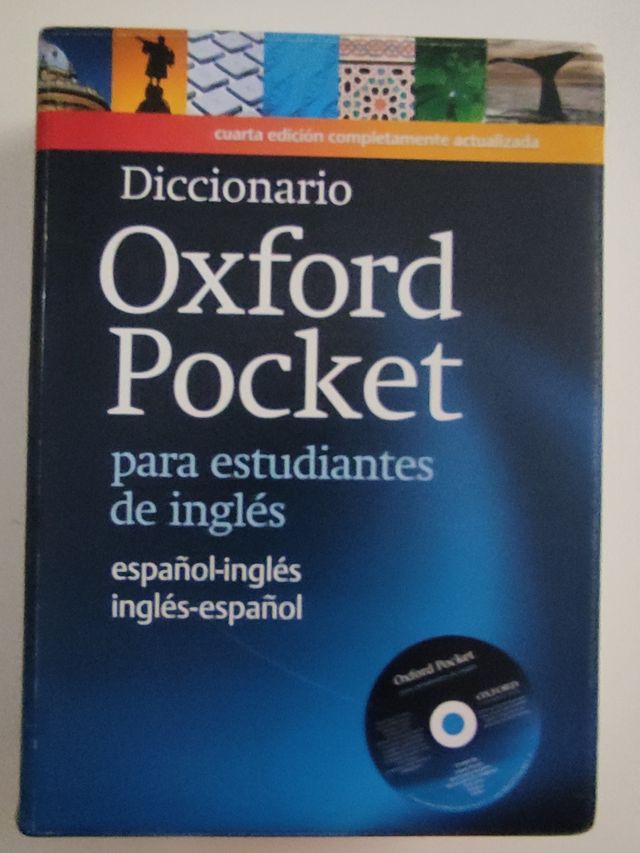 cuarta edición completamente actualizada
Diccionario
Oxford
Pocket
para estudiantes
de inglés
español-inglés
inglés-español
Oxford Pocket
OXFORD